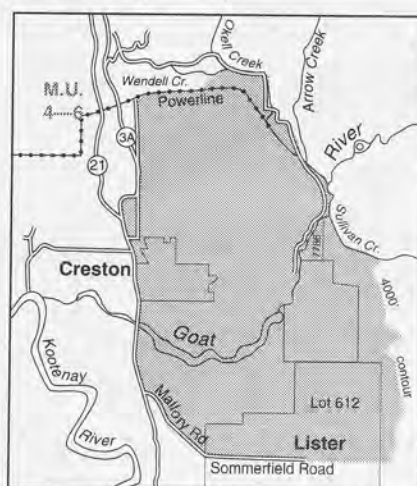 Okell
Creek
Arrow Creek
Wendell Cr.
M.U.
4 6
Powerline
3A
21
River
Sullivan Cr.
7786
Creston
4000'
contour
Goat
Kootenay
River
Mallory Rd
Lot 612
Lister
Sommerfield Road